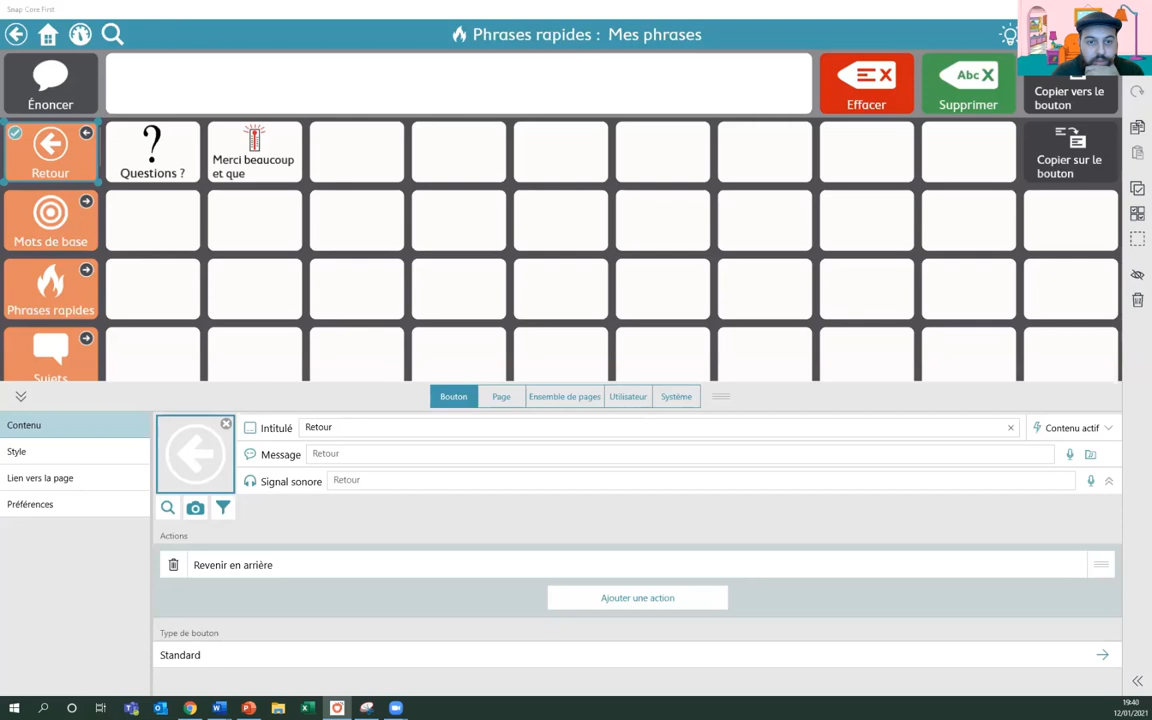 Snap Core First
Phrases rapides : Mes phrases
Énoncer
Effacer
Abc X
Supprimer
Copier vers le
bouton
Retour
?
Questions ?
Merci beaucoup
et que
Copier sur le
bouton
Mots de base
Phrases rapides
Sujets
Bouton
Page
Ensemble de pages
Utilisateur
Système
Contenu
Style
Lien vers la page
Préférences
Intitulé
Retour
Contenu actif
Message
Retour
Signal sonore
Retour
Actions
Revenir en arrière
Ajouter une action
Type de bouton
Standard
19:40
12/01/2021